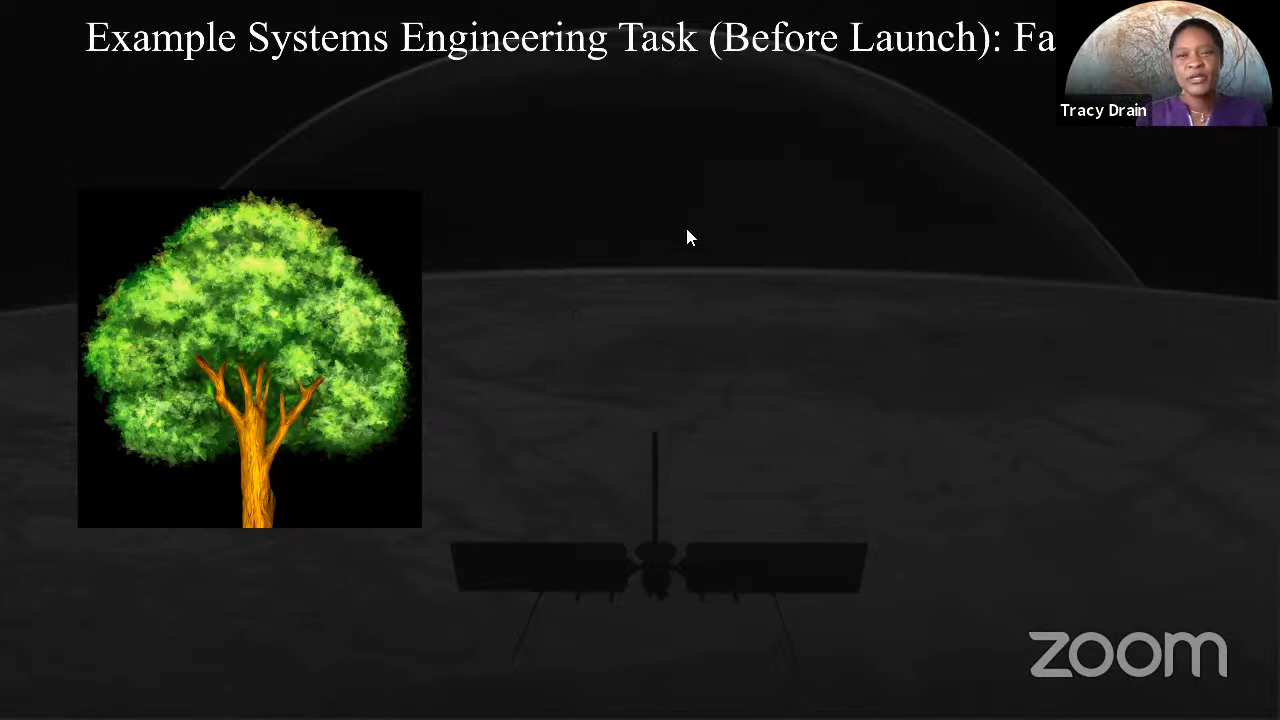 Example Systems Engineering Task (Before Launch): Fa
Tracy Drain
zoom